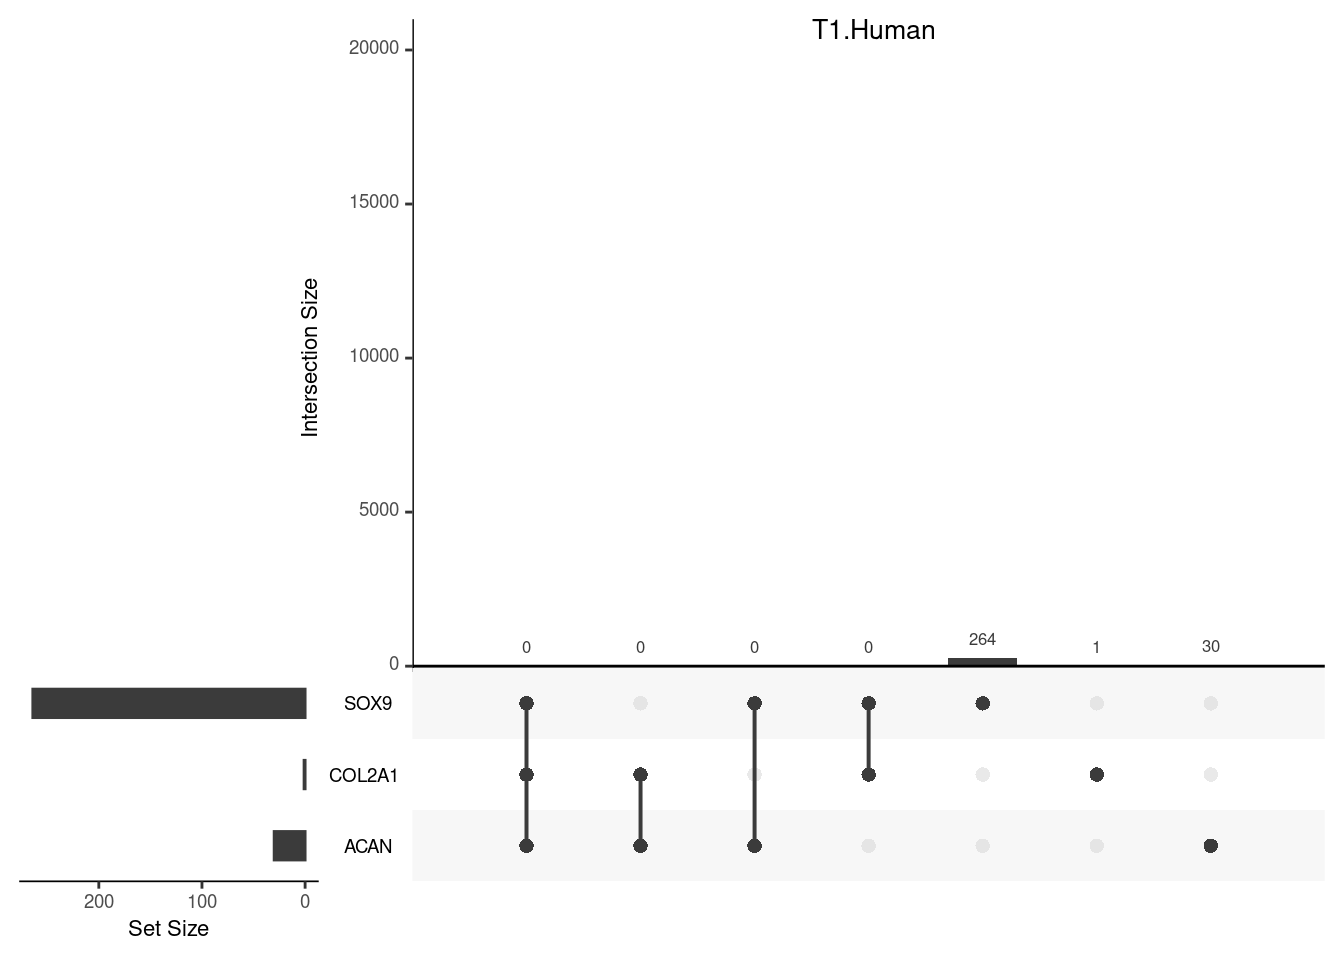 T1.Human
20000
15000
10000
5000
0
Intersection Size
0 0 0 0 264 1 30
SOX9
COL2A1
ACAN
200 100 0
Set Size